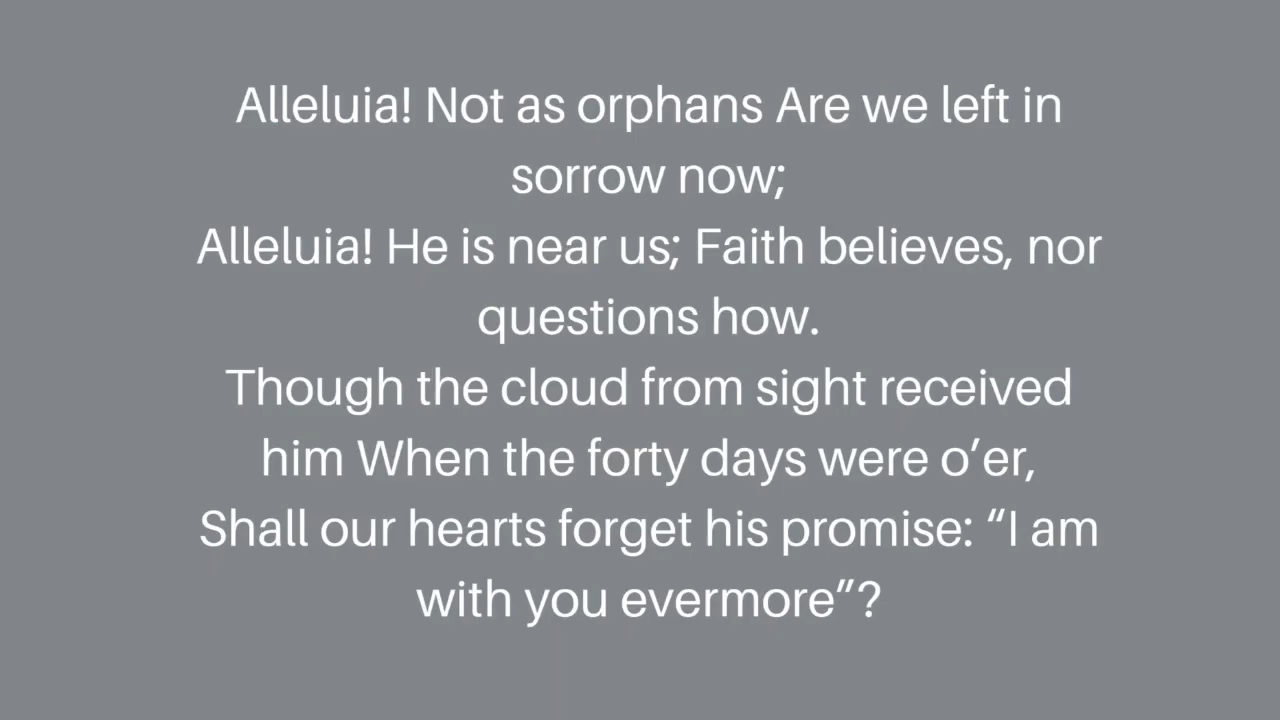 Alleluia! Not as orphans Are we left in
sorrow now;
Alleluia! He is near us; Faith believes, nor
questions how.
Though the cloud from sight received
him When the forty days were o’er,
Shall our hearts forget his promise: “I am
with you evermore”?